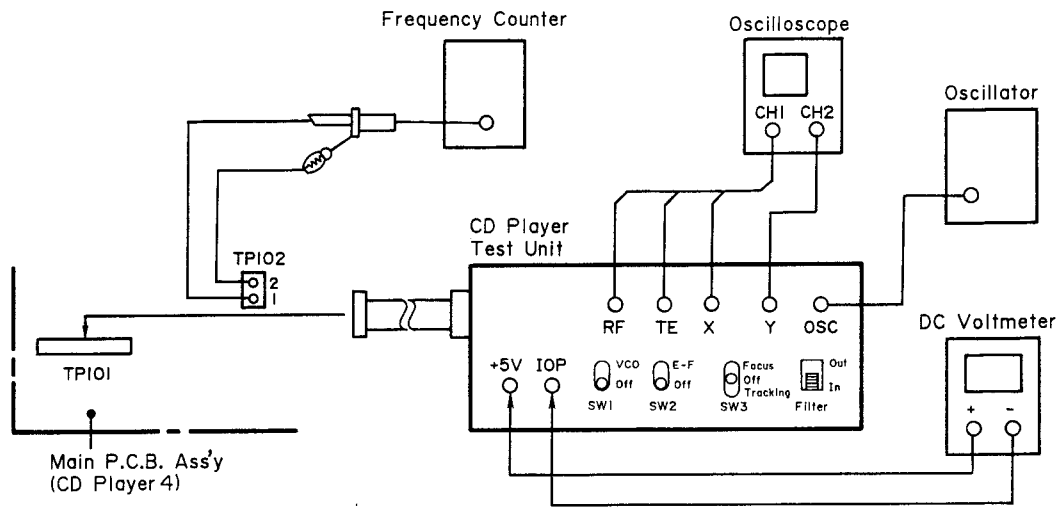 Frequency Counter
Oscilloscope
CH1 CH2
Oscillator
CD Player
Test Unit
TP102
2
1
RF TE X Y OSC
DC Voltmeter
TP101
+5V IOP
VCO
Off
SW1
E-F
Off
SW2
Focus
Off
Tracking
SW3
Out
In
Filter
+ -
Main P.C.B. Ass'y
(CD Player 4)